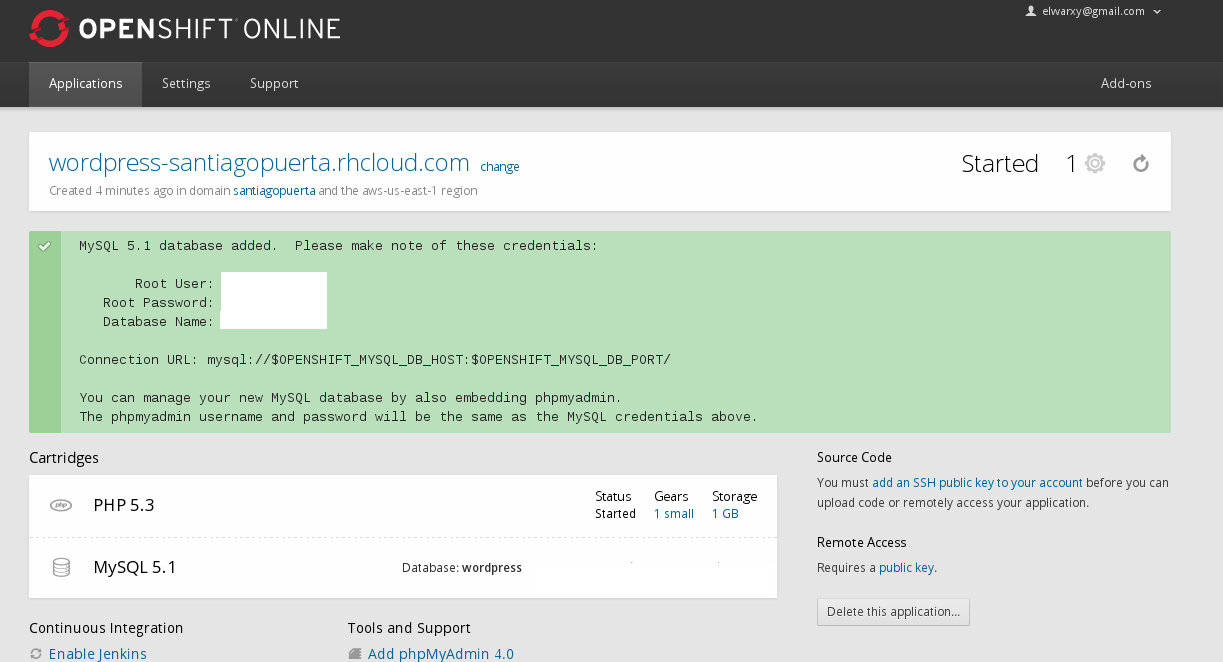 OPENSHIFT ONLINE
elwarxy@gmail.com
Applications Settings Support Add-ons
wordpress-santiagopuerta.rhcloud.com change
Started 1
Created 4 minutes ago in domain santiagopuerta and the aws-us-east-1 region
MySQL 5.1 database added.  Please make note of these credentials:
Root User:
Root Password:
Database Name:
Connection URL: mysql://$OPENSHIFT_MYSQL_DB_HOST:$OPENSHIFT_MYSQL_DB_PORT/
You can manage your new MySQL database by also embedding phpmyadmin.
The phpmyadmin username and password will be the same as the MySQL credentials above.
Cartridges
php PHP 5.3
Status Gears Storage
Started 1 small 1 GB
MySQL 5.1 Database: wordpress
Source Code
You must add an SSH public key to your account before you can
upload code or remotely access your application.
Remote Access
Requires a public key.
Delete this application...
Continuous Integration
Enable Jenkins
Tools and Support
Add phpMyAdmin 4.0